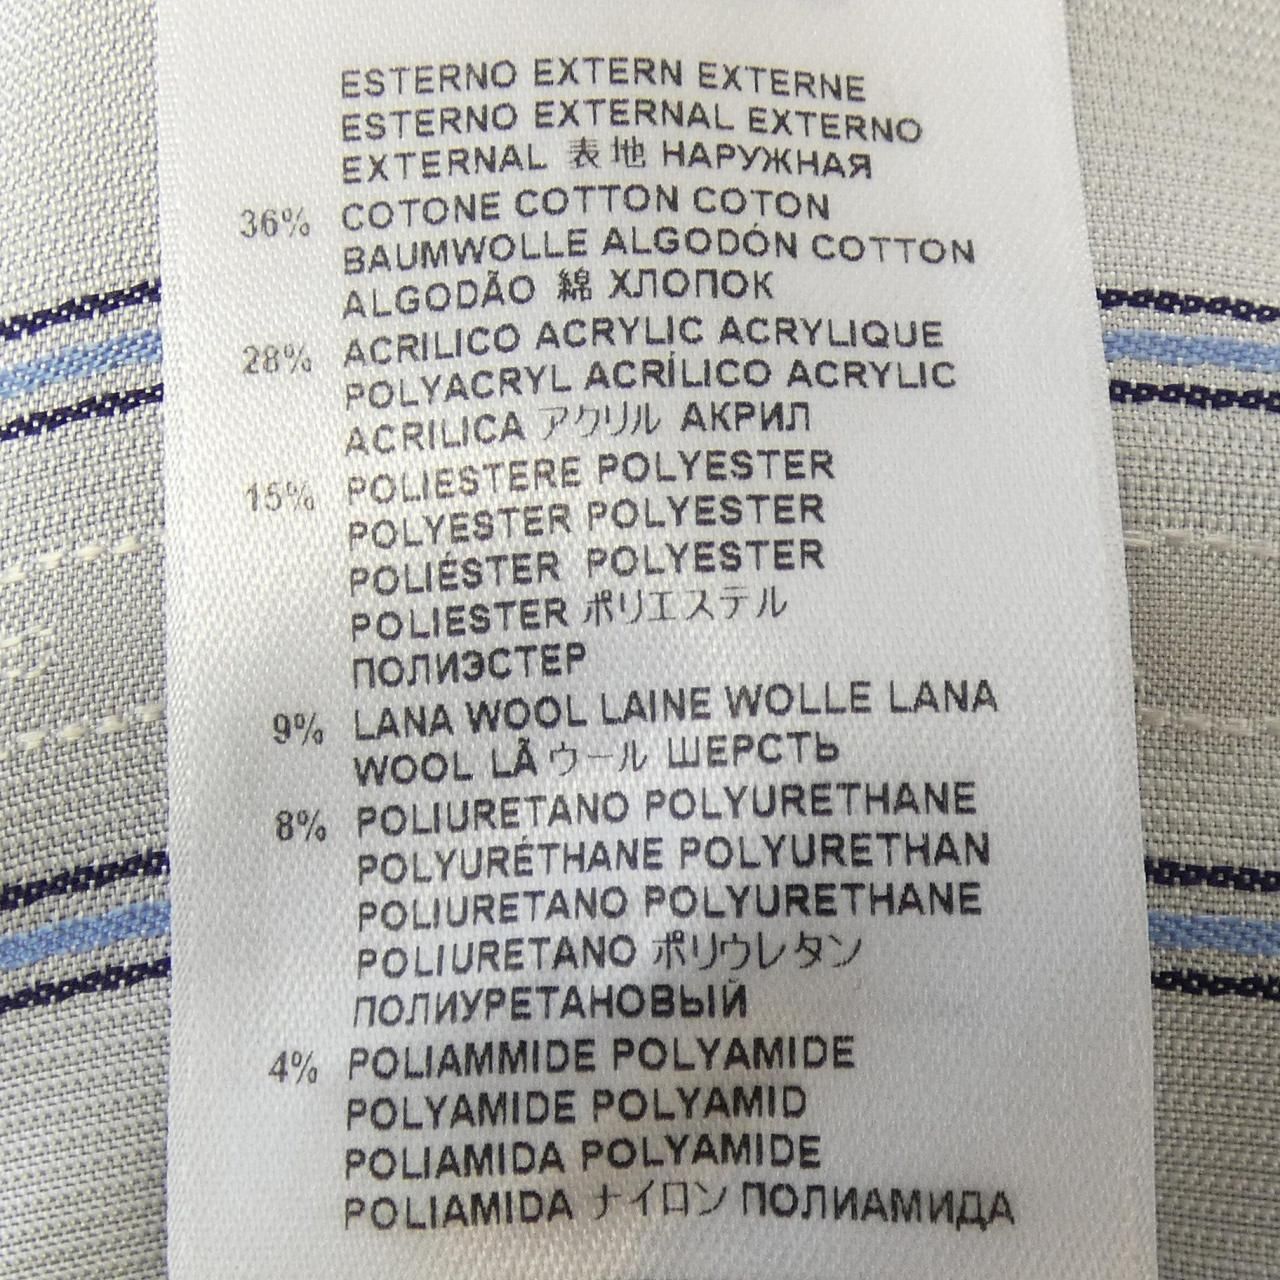 ESTERNO EXTERN EXTERNE
ESTERNO EXTERNAL EXTERNO
EXTERNAL 表地 НАРУЖНАЯ
36% COTONE COTTON COTON
BAUMWOLLE ALGODÓN COTTON
ALGODÃO 綿 ХЛОПОК
28% ACRILICO ACRYLIC ACRYLIQUE
POLYACRYL ACRÍLICO ACRYLIC
ACRILICA アクリル АКРИЛ
15% POLIESTERE POLYESTER
POLYESTER POLYESTER
POLIÉSTER POLYESTER
POLIESTER ポリエステル
ПОЛИЭСТЕР
9% LANA WOOL LAINE WOLLE LANA
WOOL LÃ ウール ШЕРСТЬ
8% POLIURETANO POLYURETHANE
POLYURÉTHANE POLYURETHAN
POLIURETANO POLYURETHANE
POLIURETANO ポリウレタン
ПОЛИУРЕТАНОВЫЙ
4% POLIAMMIDE POLYAMIDE
POLYAMIDE POLYAMID
POLIAMIDA POLYAMIDE
POLIAMIDA ナイロン ПОЛИАМИДА